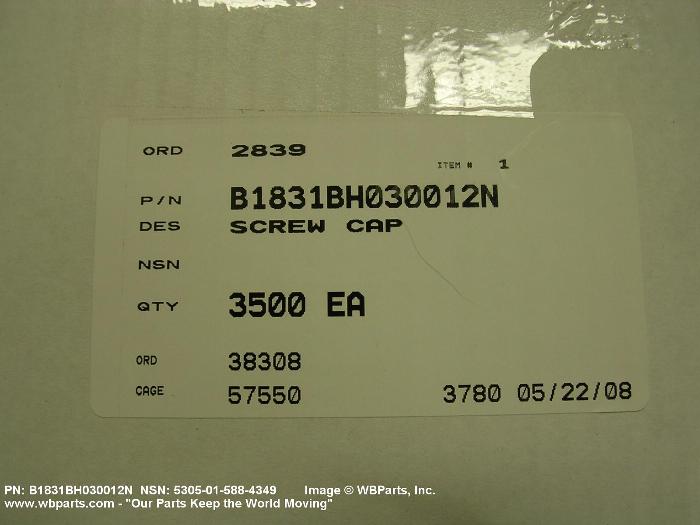 ORD 2839
ITEM # 1
P/N B1831BH030012N
DES SCREW CAP
NSN
QTY 3500 EA
ORD 38308
CAGE 57550 3780 05/22/08
PN: B1831BH030012N NSN: 5305-01-588-4349 Image © WBParts, Inc.
www.wbparts.com - "Our Parts Keep the World Moving"